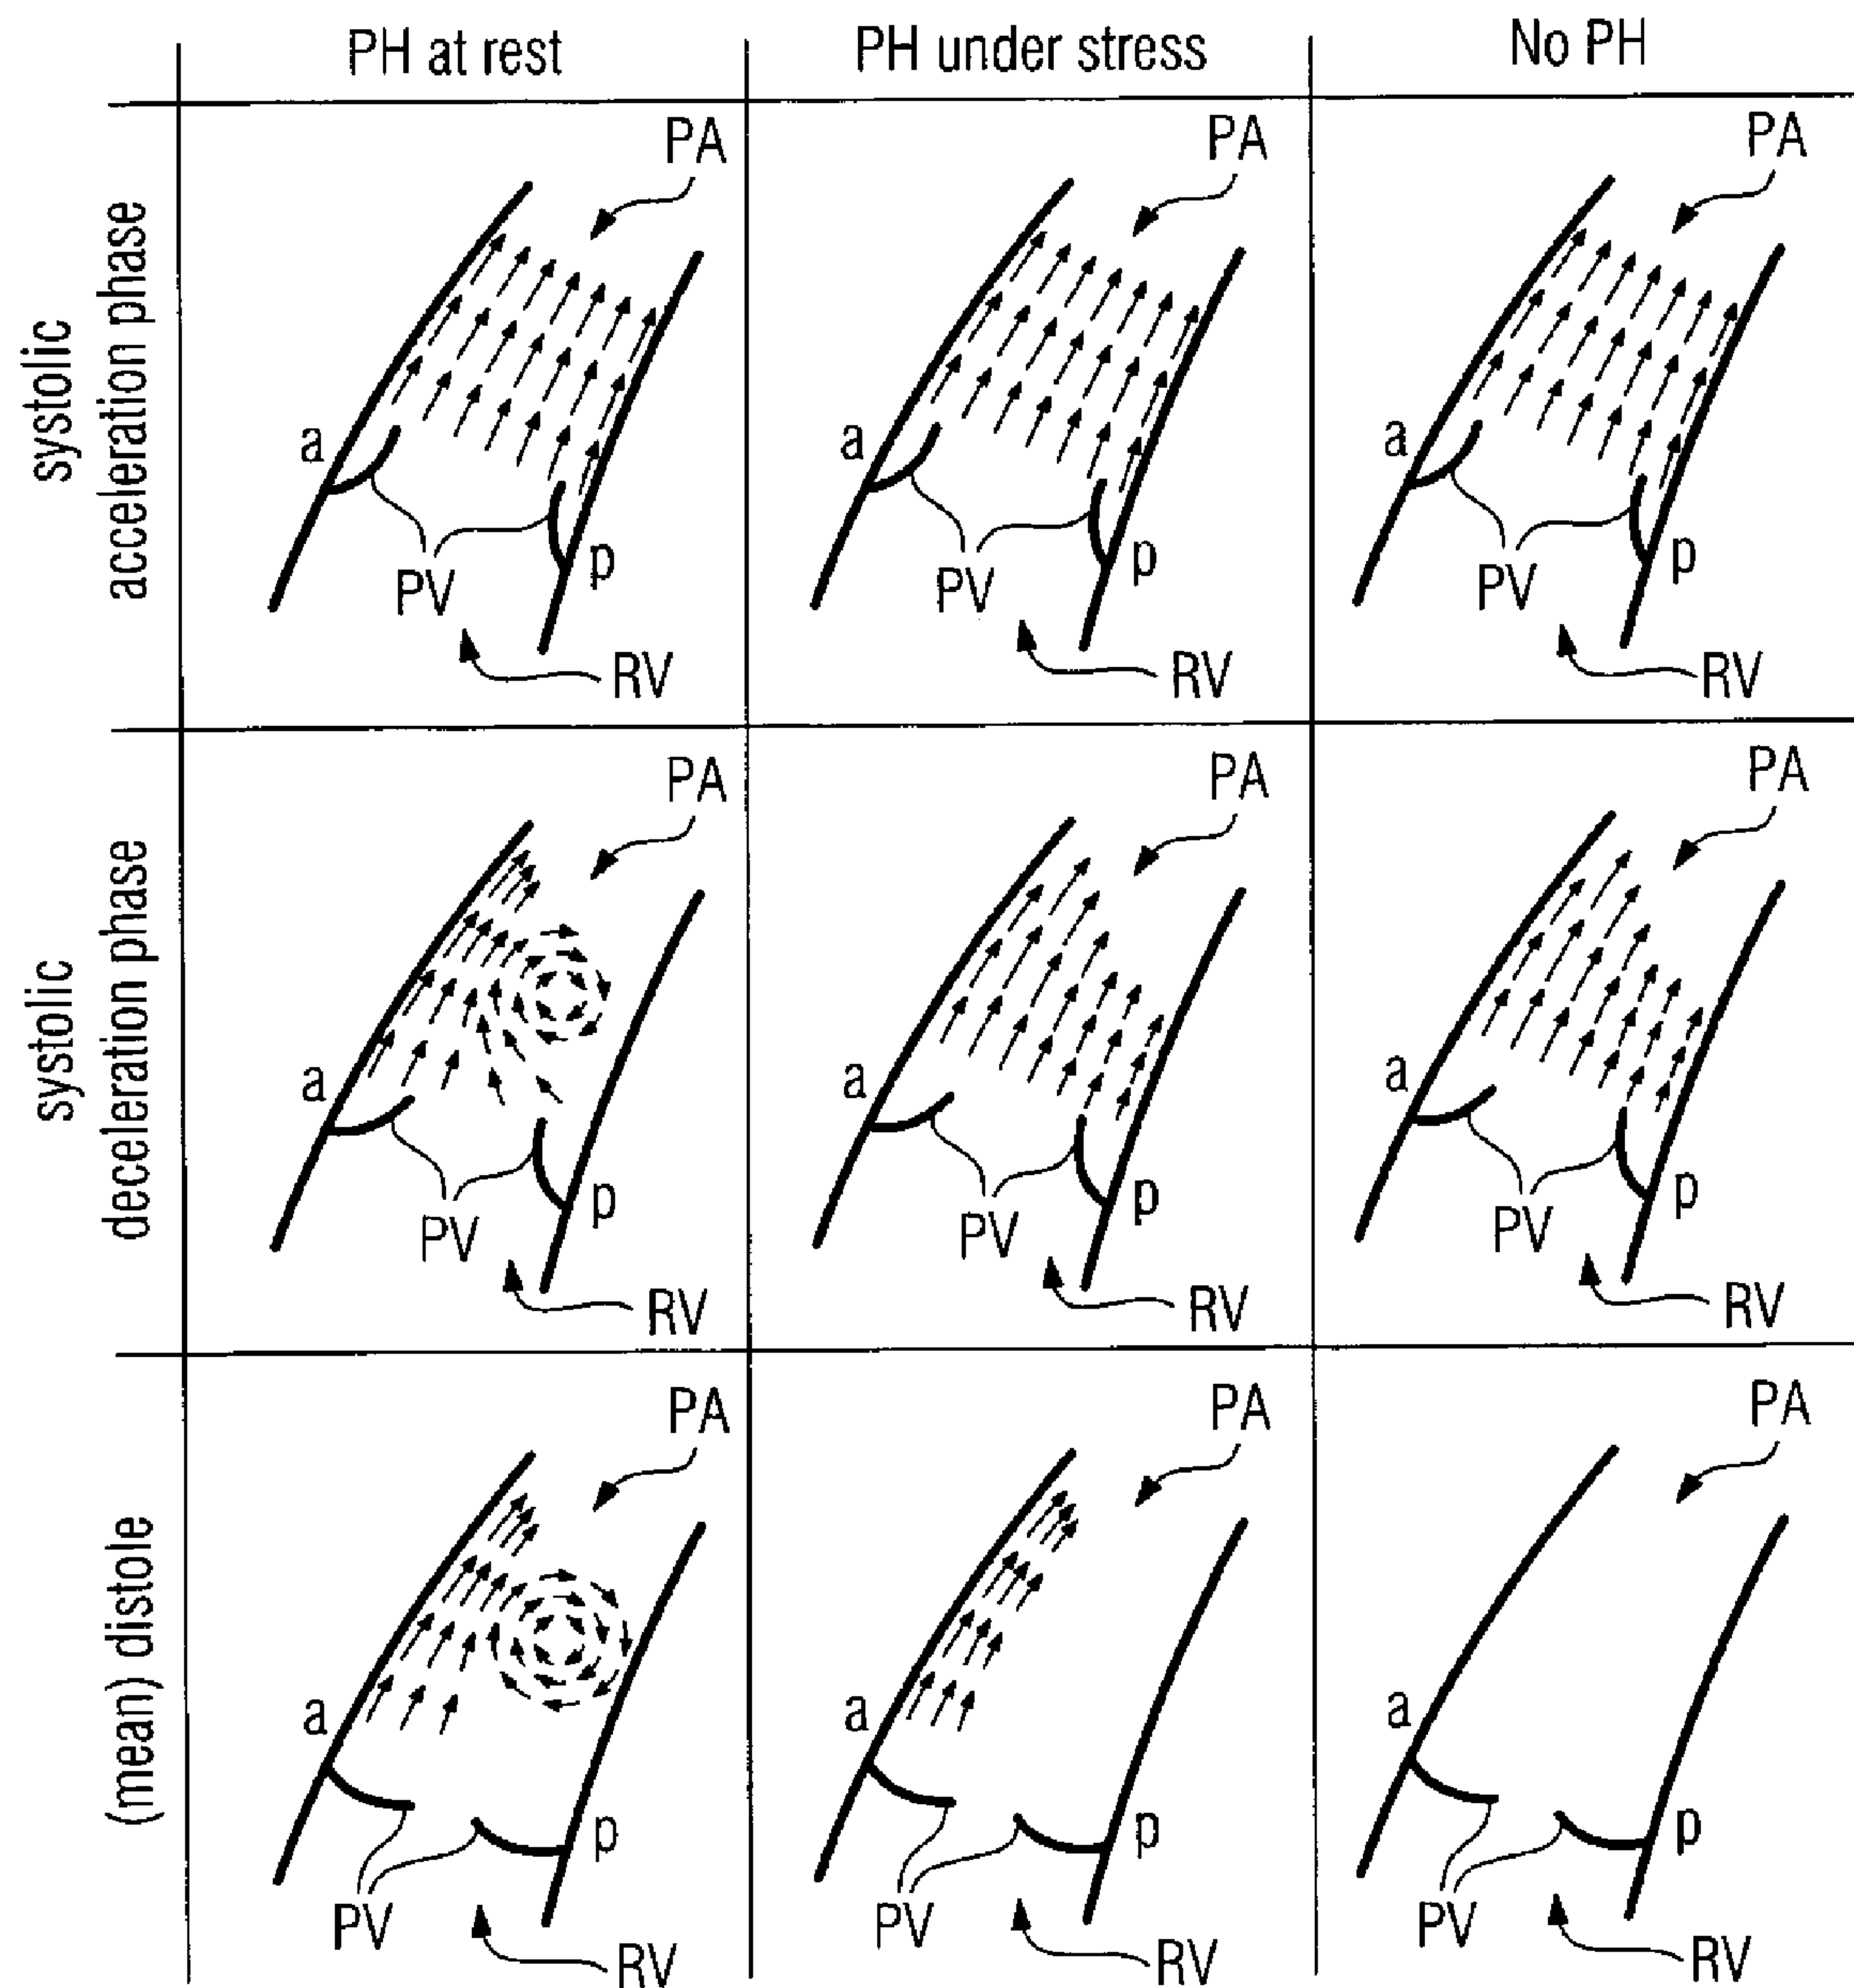 PH at rest
PH under stress
No PH
systolic
acceleration phase
PA
a
PV
p
RV
PA
a
PV
p
RV
PA
a
PV
p
RV
systolic
deceleration phase
PA
a
PV
p
RV
PA
a
PV
p
RV
PA
a
PV
p
RV
(mean) distole
PA
a
PV
p
RV
PA
a
PV
p
RV
PA
a
PV
p
RV